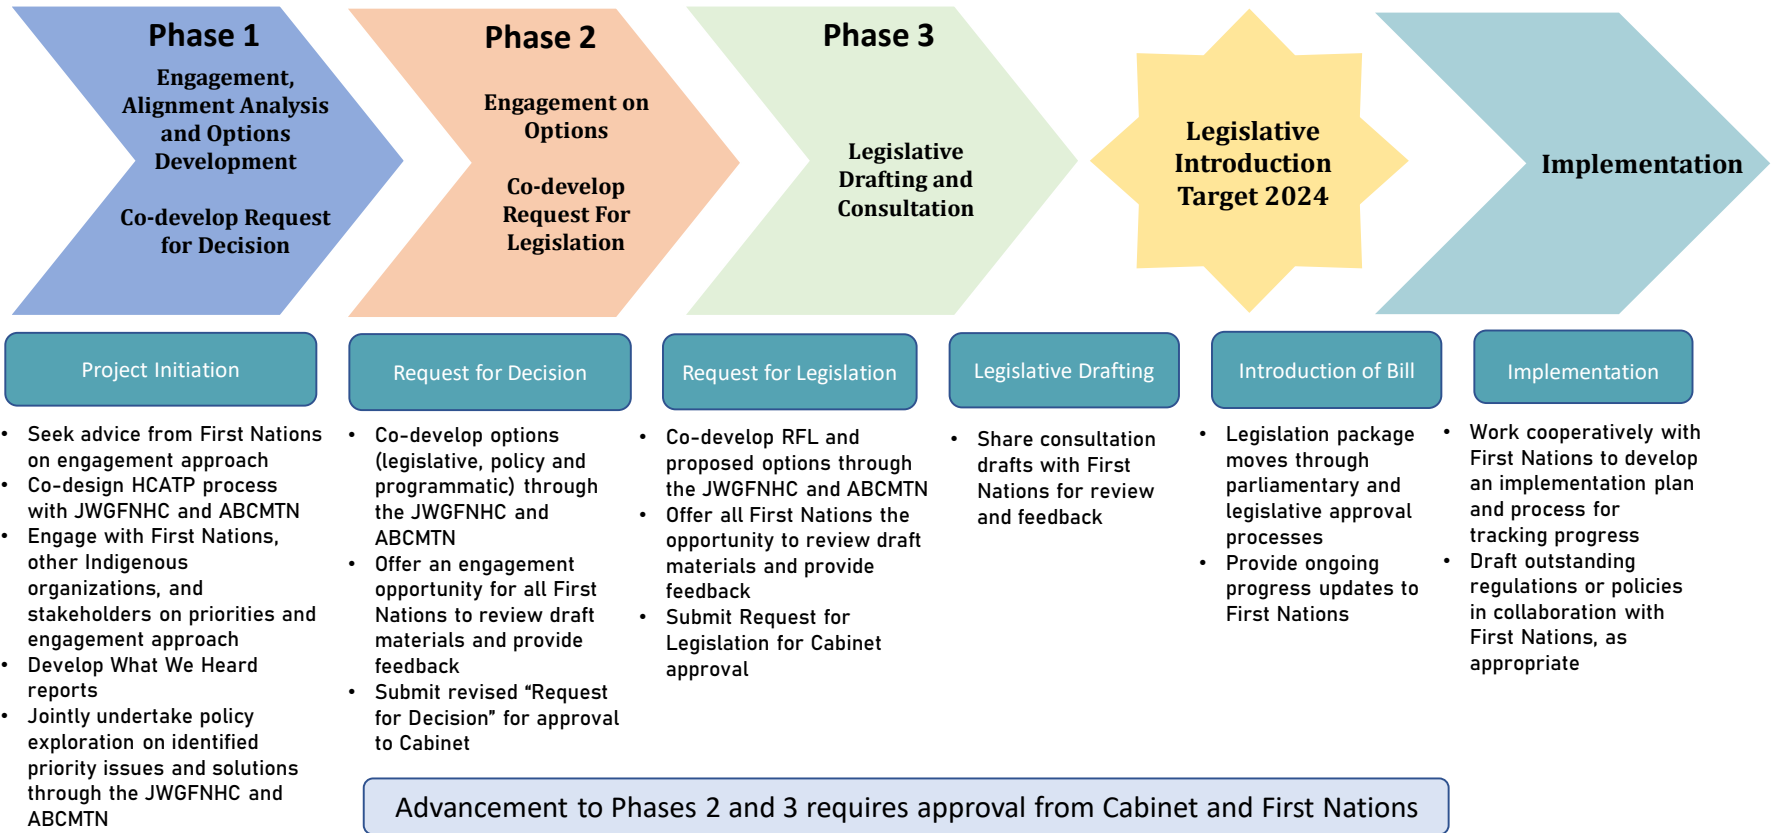 Phase 1
Engagement,
Alignment Analysis
and Options
Development
Co-develop Request
for Decision
Phase 2
Engagement on
Options
Co-develop
Request For
Legislation
Phase 3
Legislative
Drafting and
Consultation
Legislative
Introduction
Target 2024
Implementation
Project Initiation
• Seek advice from First Nations
on engagement approach
• Co-design HCATP process
with JWGFNHC and ABCMTN
• Engage with First Nations,
other Indigenous
organizations, and
stakeholders on priorities and
engagement approach
• Develop What We Heard
reports
• Jointly undertake policy
exploration on identified
priority issues and solutions
through the JWGFNHC and
ABCMTN
Request for Decision
• Co-develop options
(legislative, policy and
programmatic) through
the JWGFNHC and
ABCMTN
• Offer an engagement
opportunity for all First
Nations to review draft
materials and provide
feedback
• Submit revised “Request
for Decision” for approval
to Cabinet
Request for Legislation
• Co-develop RFL and
proposed options through
the JWGFNHC and ABCMTN
• Offer all First Nations the
opportunity to review draft
materials and provide
feedback
• Submit Request for
Legislation for Cabinet
approval
Legislative Drafting
• Share consultation
drafts with First
Nations for review
and feedback
Introduction of Bill
• Legislation package
moves through
parliamentary and
legislative approval
processes
• Provide ongoing
progress updates to
First Nations
Implementation
• Work cooperatively with
First Nations to develop
an implementation plan
and process for
tracking progress
• Draft outstanding
regulations or policies
in collaboration with
First Nations, as
appropriate
Advancement to Phases 2 and 3 requires approval from Cabinet and First Nations